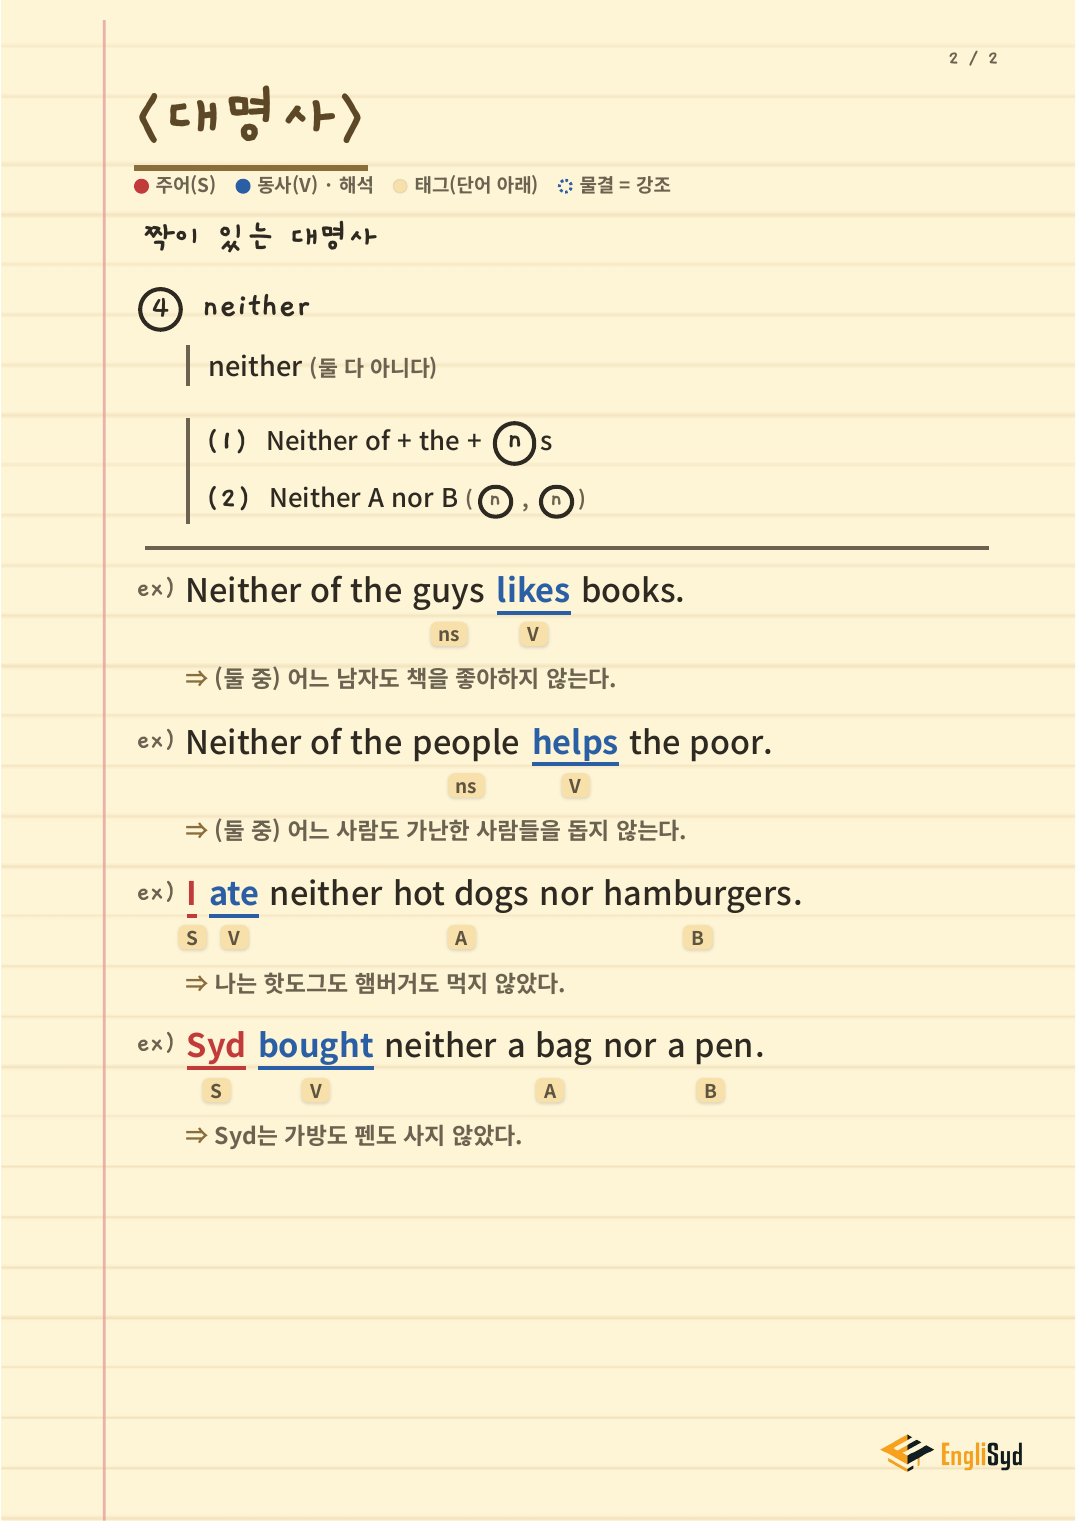 2 / 2
〈대명사〉
주어(S) 동사(V) · 해석 태그(단어 아래) 물결 = 강조
짝이 있는 대명사
④ neither
neither (둘 다 아니다)
(1) Neither of + the + ⓝs
(2) Neither A nor B (ⓝ , ⓝ)
ex) Neither of the guys likes books.
ns V
⇒ (둘 중) 어느 남자도 책을 좋아하지 않는다.
ex) Neither of the people helps the poor.
ns V
⇒ (둘 중) 어느 사람도 가난한 사람들을 돕지 않는다.
ex) I ate neither hot dogs nor hamburgers.
S V A B
⇒ 나는 핫도그도 햄버거도 먹지 않았다.
ex) Syd bought neither a bag nor a pen.
S V A B
⇒ Syd는 가방도 펜도 사지 않았다.
EngliSyd